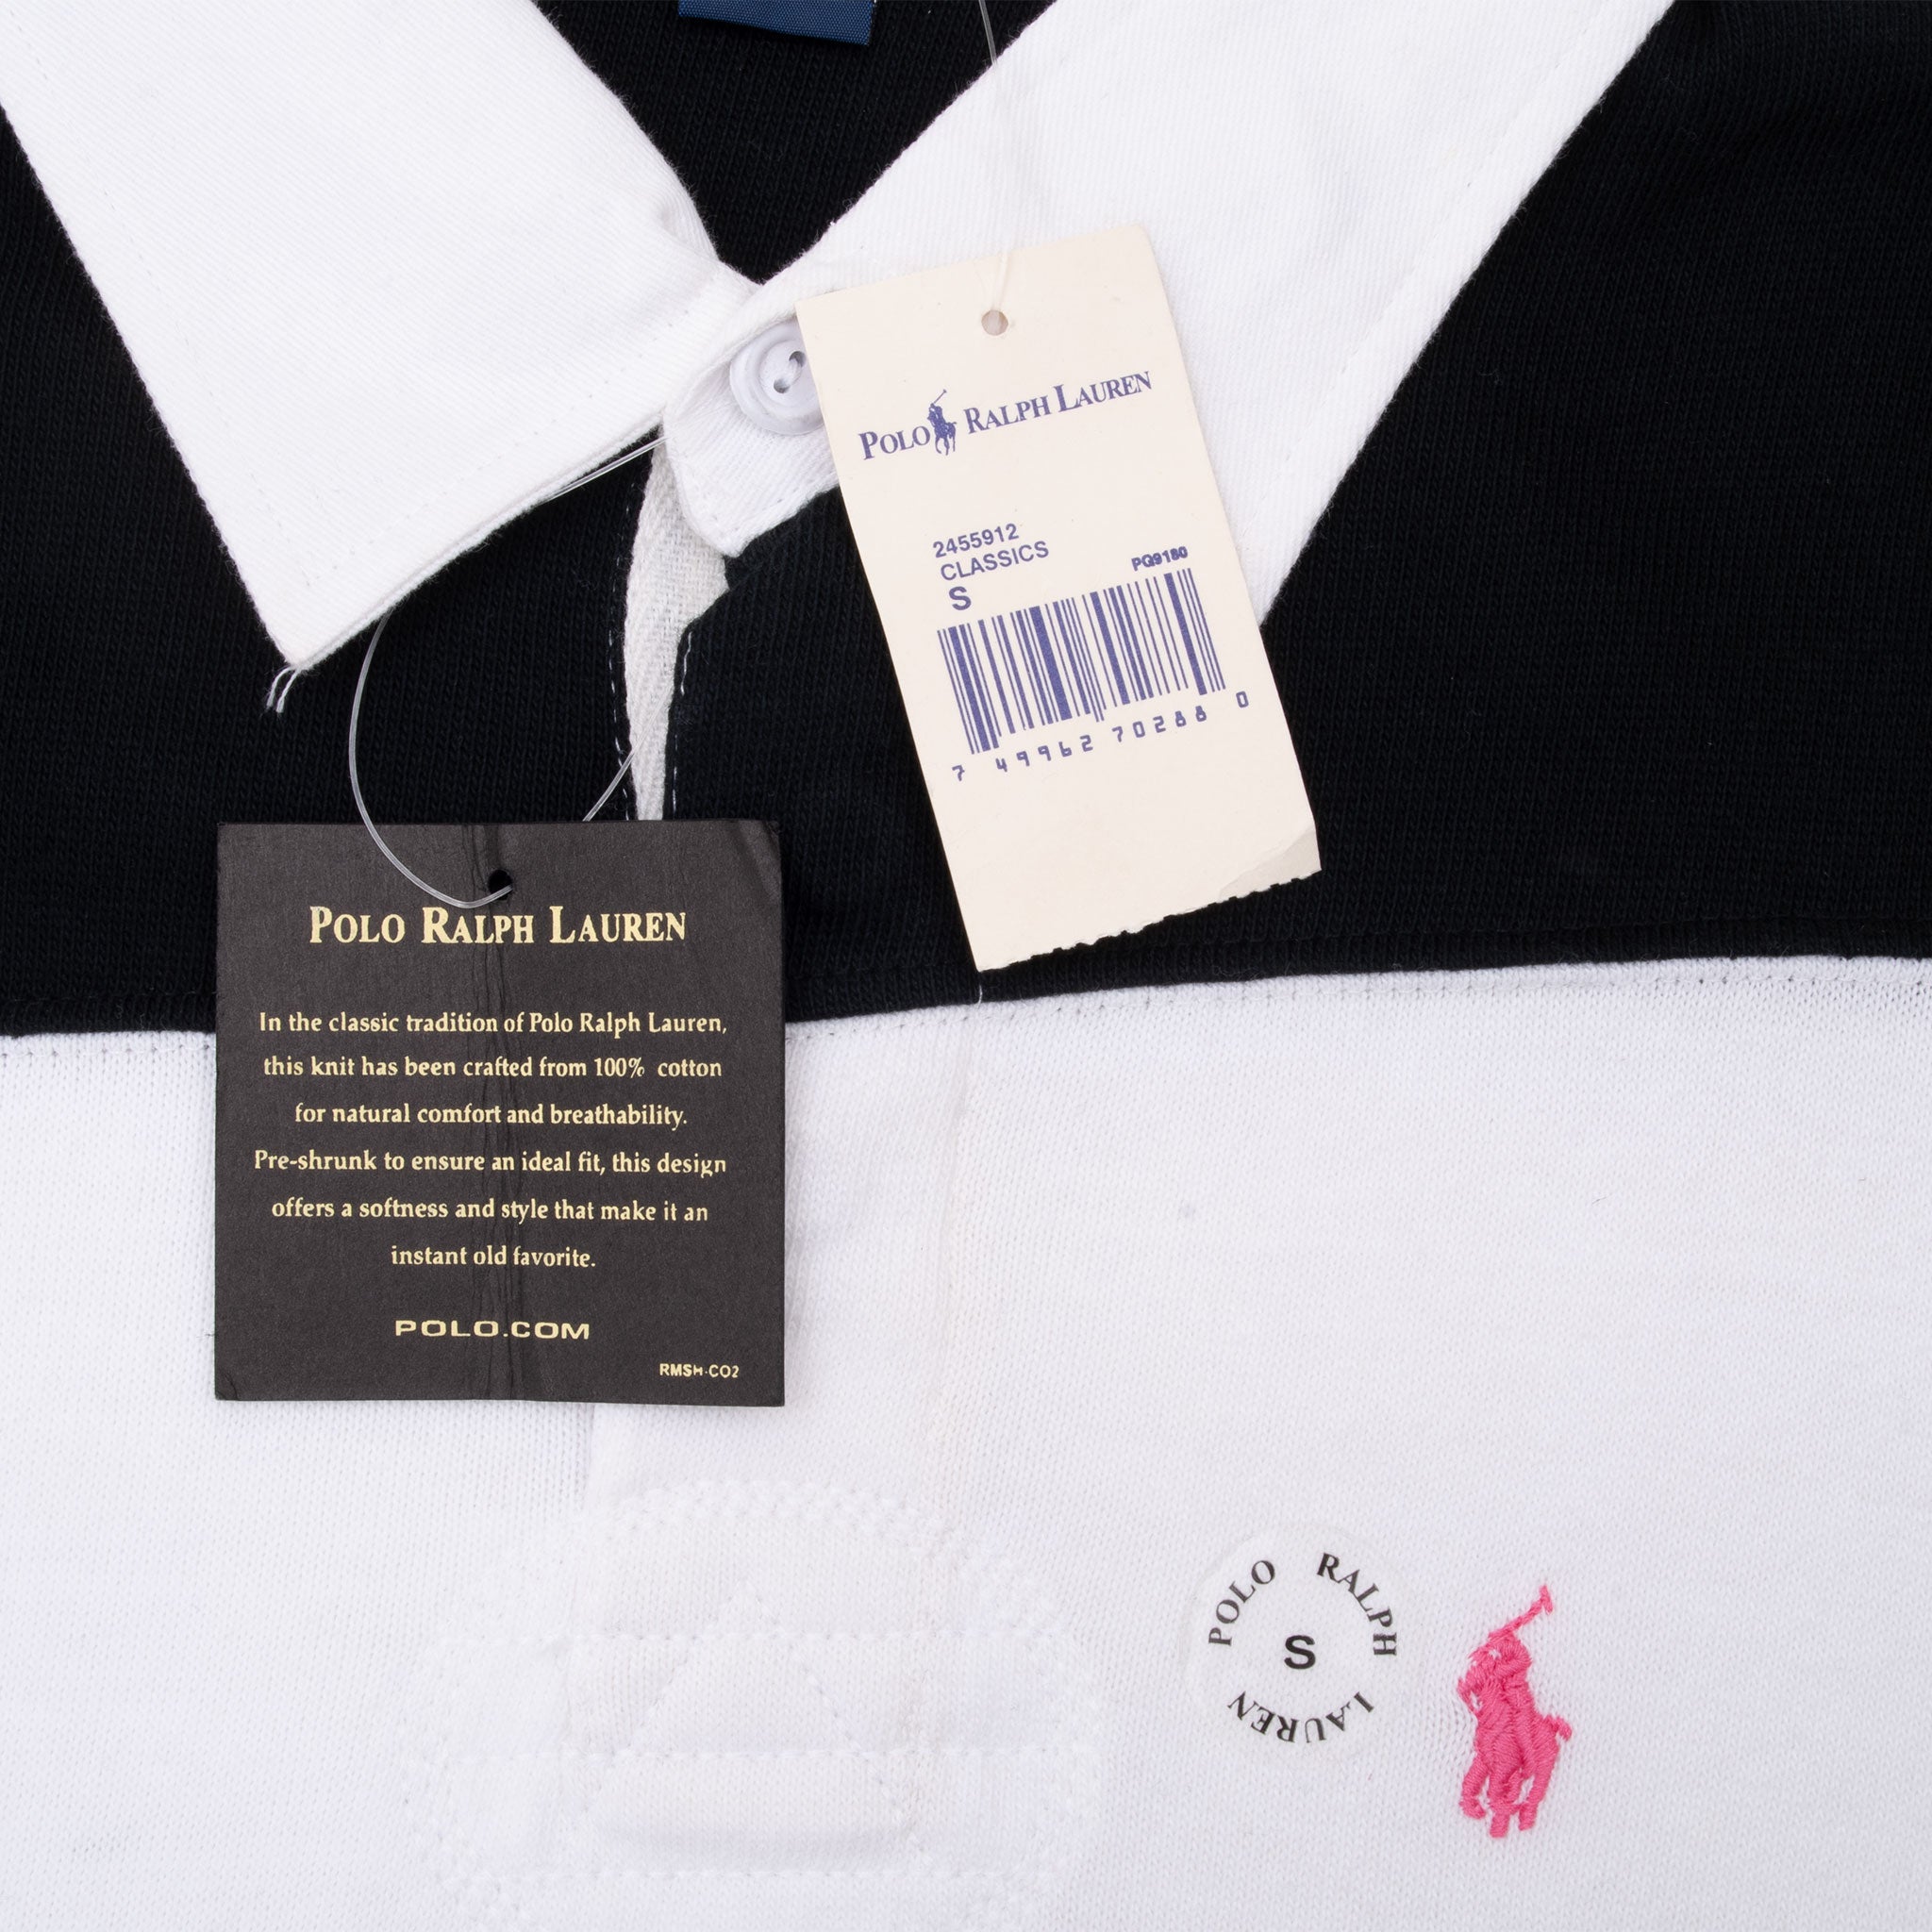 POLO RALPH LAUREN
2455912
CLASSICS
PQ9180
S
7 49962 70288 0
POLO RALPH LAUREN
In the classic tradition of Polo Ralph Lauren,
this knit has been crafted from 100% cotton
for natural comfort and breathability.
Pre-shrunk to ensure an ideal fit, this design
offers a softness and style that make it an
instant old favorite.
POLO.COM
RMSH-CO2
POLO RALPH LAUREN
S